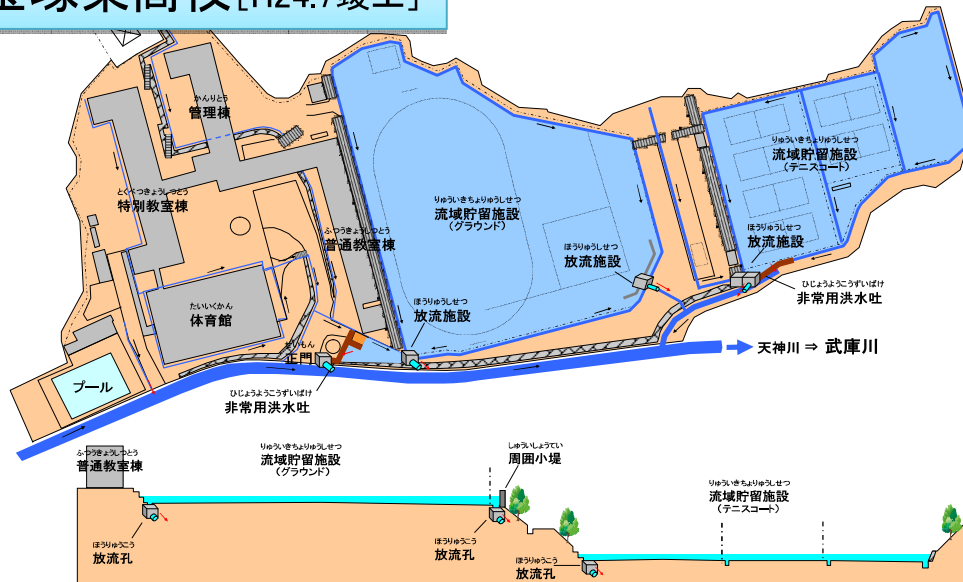 宝塚東高校[H24.7竣工]
かんりとう
管理棟
とくべつきょうしつとう
特別教室棟
りゅういきちょりゅうしせつ
流域貯留施設
(グラウンド)
りゅういきちょりゅうしせつ
流域貯留施設
(テニスコート)
ふつうきょうしつとう
普通教室棟
ほうりゅうしせつ
放流施設
ほうりゅうしせつ
放流施設
ひじょうようこうずいばけ
非常用洪水吐
たいいくかん
体育館
ほうりゅうしせつ
放流施設
せいもん
正門
天神川 ⇒ 武庫川
プール
ひじょうようこうずいばけ
非常用洪水吐
ふつうきょうしつとう
普通教室棟
りゅういきちょりゅうしせつ
流域貯留施設
(グラウンド)
しゅういしょうてい
周囲小堤
りゅういきちょりゅうしせつ
流域貯留施設
(テニスコート)
ほうりゅうこう
放流孔
ほうりゅうこう
放流孔
ほうりゅうこう
放流孔